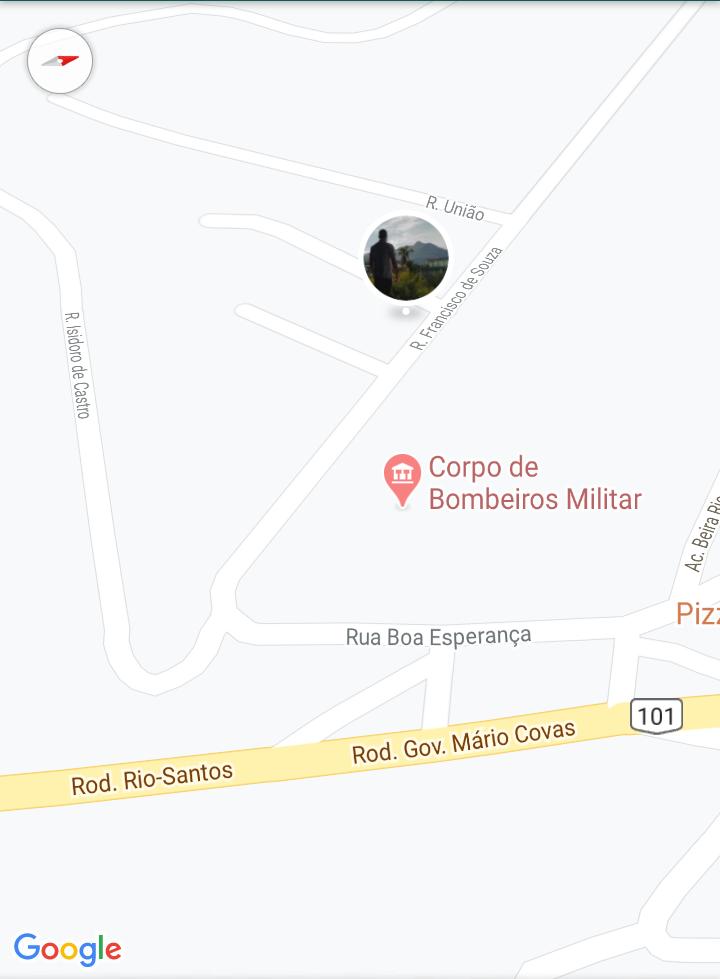 R. União
R. Francisco de Souza
R. Isidoro de Castro
Corpo de
Bombeiros Militar
Ac. Beira Rio
Pizz
Rua Boa Esperança
101
Rod. Gov. Mário Covas
Rod. Rio-Santos
Google